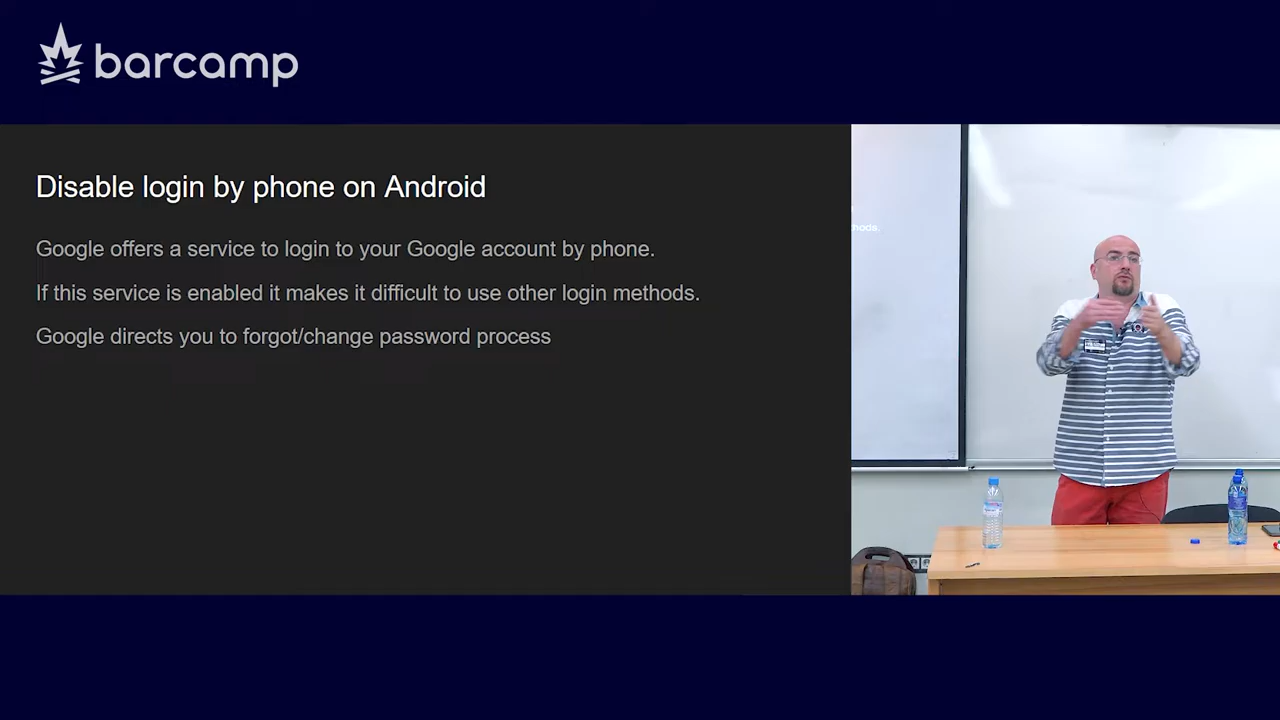 barcamp
Disable login by phone on Android
Google offers a service to login to your Google account by phone.
If this service is enabled it makes it difficult to use other login methods.
Google directs you to forgot/change password process
hods.